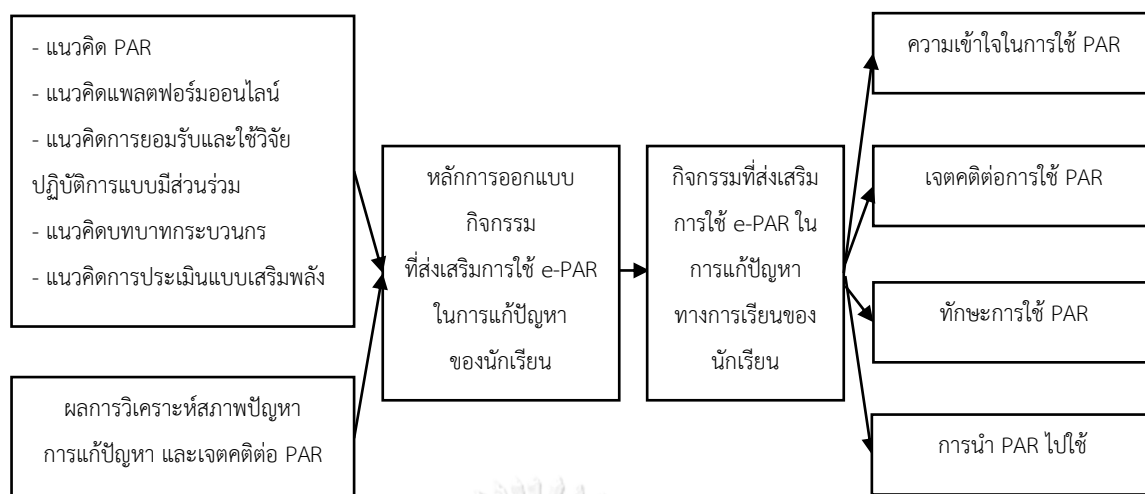 - แนวคิด PAR
- แนวคิดแพลตฟอร์มออนไลน์
- แนวคิดการยอมรับและใช้วิจัย
ปฏิบัติการแบบมีส่วนร่วม
- แนวคิดบทบาทกระบวนกร
- แนวคิดการประเมินแบบเสริมพลัง
ผลการวิเคราะห์สภาพปัญหา
การแก้ปัญหา และเจตคติต่อ PAR
หลักการออกแบบ
กิจกรรม
ที่ส่งเสริมการใช้ e-PAR
ในการแก้ปัญหา
ของนักเรียน
กิจกรรมที่ส่งเสริม
การใช้ e-PAR ใน
การแก้ปัญหา
ทางการเรียนของ
นักเรียน
ความเข้าใจในการใช้ PAR
เจตคติต่อการใช้ PAR
ทักษะการใช้ PAR
การนำ PAR ไปใช้